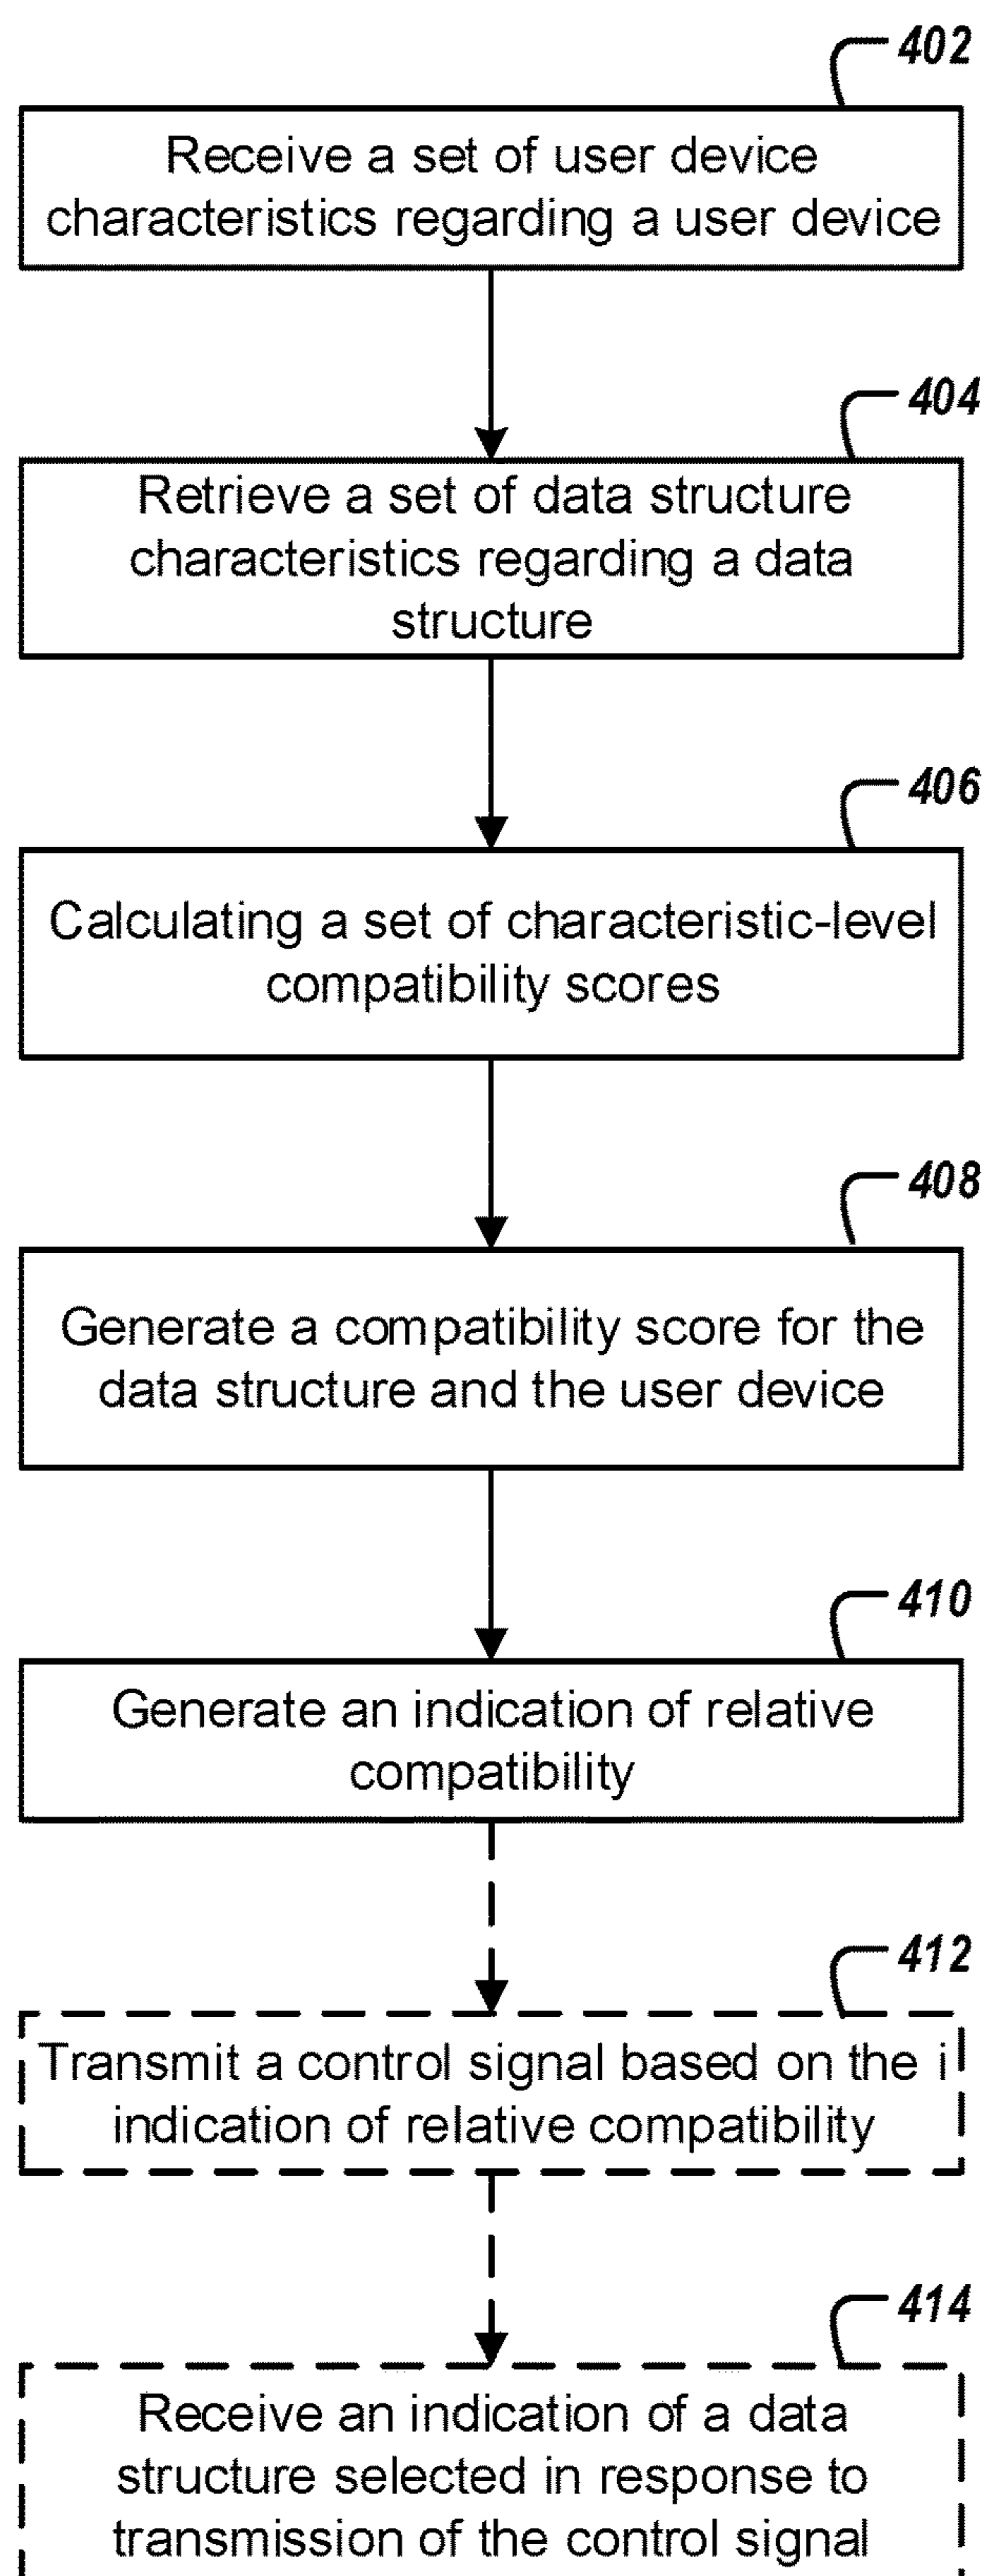 402
Receive a set of user device
characteristics regarding a user device
404
Retrieve a set of data structure
characteristics regarding a data
structure
406
Calculating a set of characteristic-level
compatibility scores
408
Generate a compatibility score for the
data structure and the user device
410
Generate an indication of relative
compatibility
412
Transmit a control signal based on the i
indication of relative compatibility
414
Receive an indication of a data
structure selected in response to
transmission of the control signal